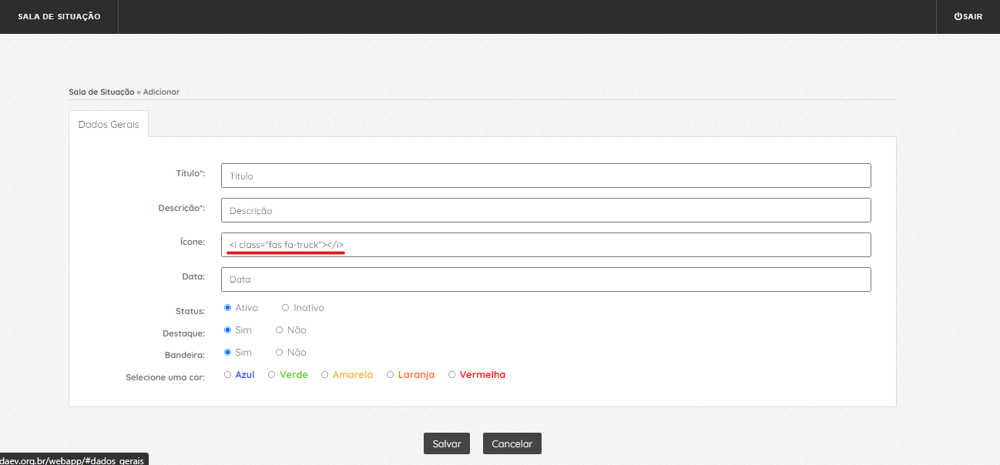 SALA DE SITUAÇÃO SAIR
Sala de Situação » Adicionar
Dados Gerais
Título*: Título
Descrição*: Descrição
Ícone: <i class="fas fa-truck"></i>
Data: Data
Status: Ativo Inativo
Destaque: Sim Não
Bandeira: Sim Não
Selecione uma cor: Azul Verde Amarela Laranja Vermelha
Salvar Cancelar
daev.org.br/webapp/#dados_gerais